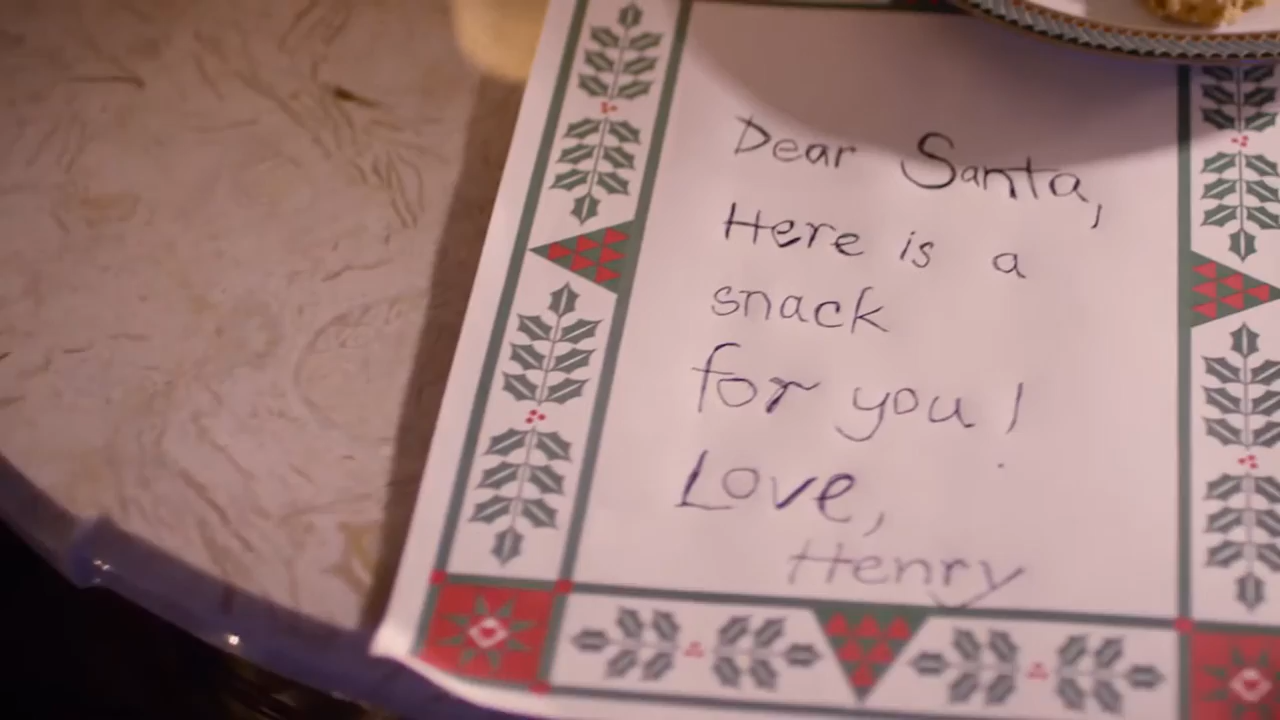 Dear Santa,
Here is a
snack
for you!
Love,
Henry